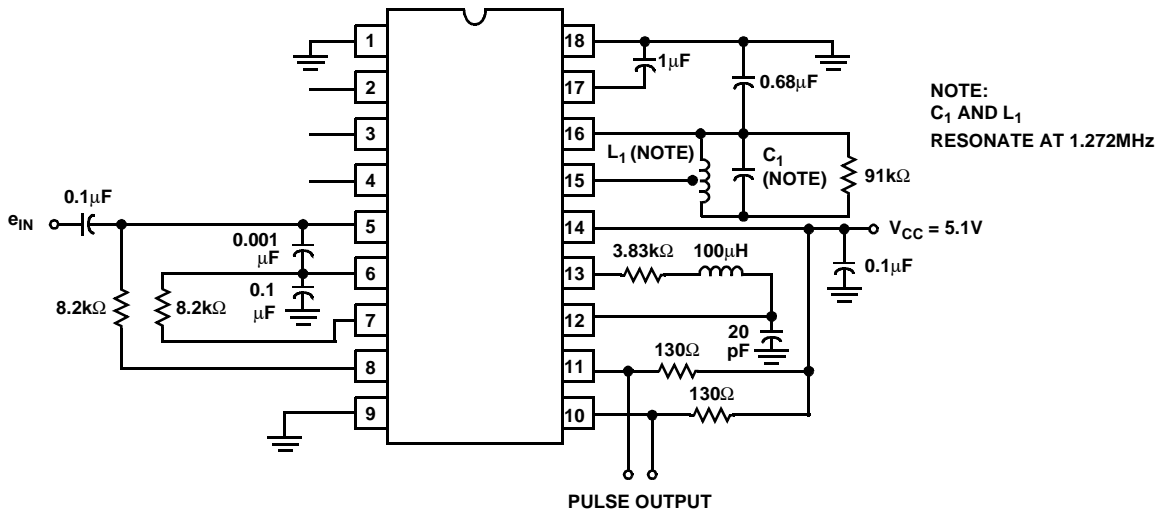 1
2
3
4
5
6
7
8
9
18
17
16
15
14
13
12
11
10
1µF
0.68µF
NOTE:
C₁ AND L₁
RESONATE AT 1.272MHz
L₁ (NOTE)
C₁
(NOTE)
91kΩ
0.1µF
eIN
0.001
µF
0.1
µF
8.2kΩ
8.2kΩ
VCC = 5.1V
3.83kΩ
100µH
0.1µF
20
pF
130Ω
130Ω
PULSE OUTPUT